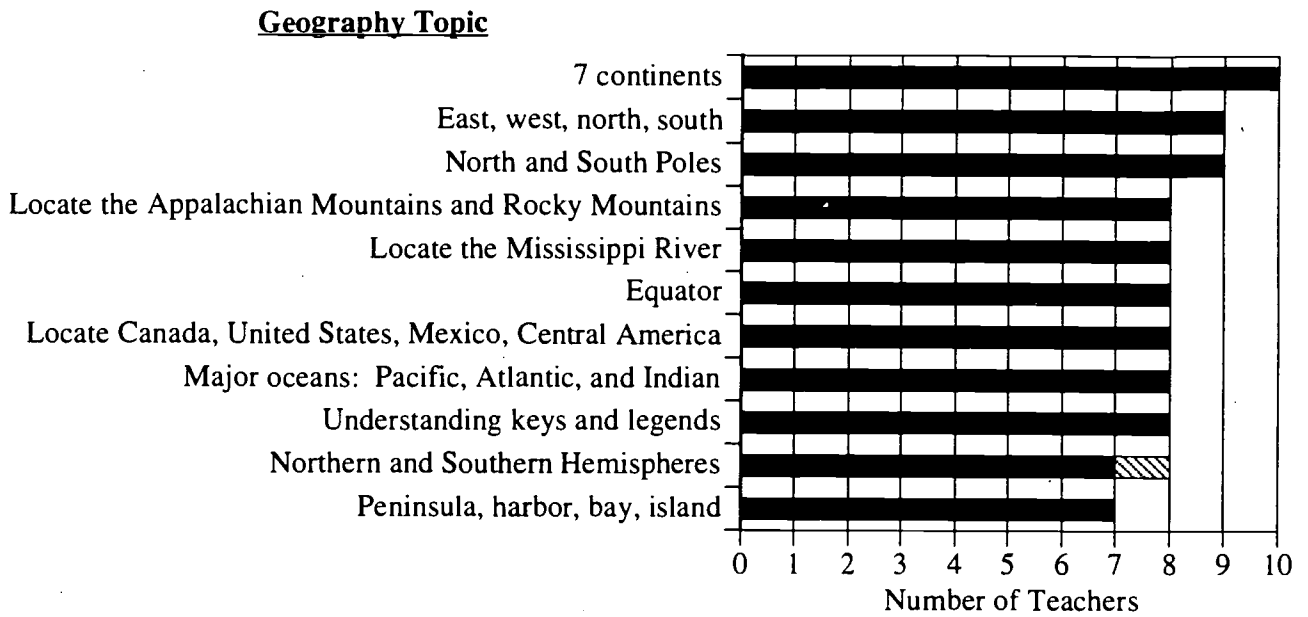 Geography Topic
7 continents
East, west, north, south
North and South Poles
Locate the Appalachian Mountains and Rocky Mountains
Locate the Mississippi River
Equator
Locate Canada, United States, Mexico, Central America
Major oceans: Pacific, Atlantic, and Indian
Understanding keys and legends
Northern and Southern Hemispheres
Peninsula, harbor, bay, island
0 1 2 3 4 5 6 7 8 9 10
Number of Teachers